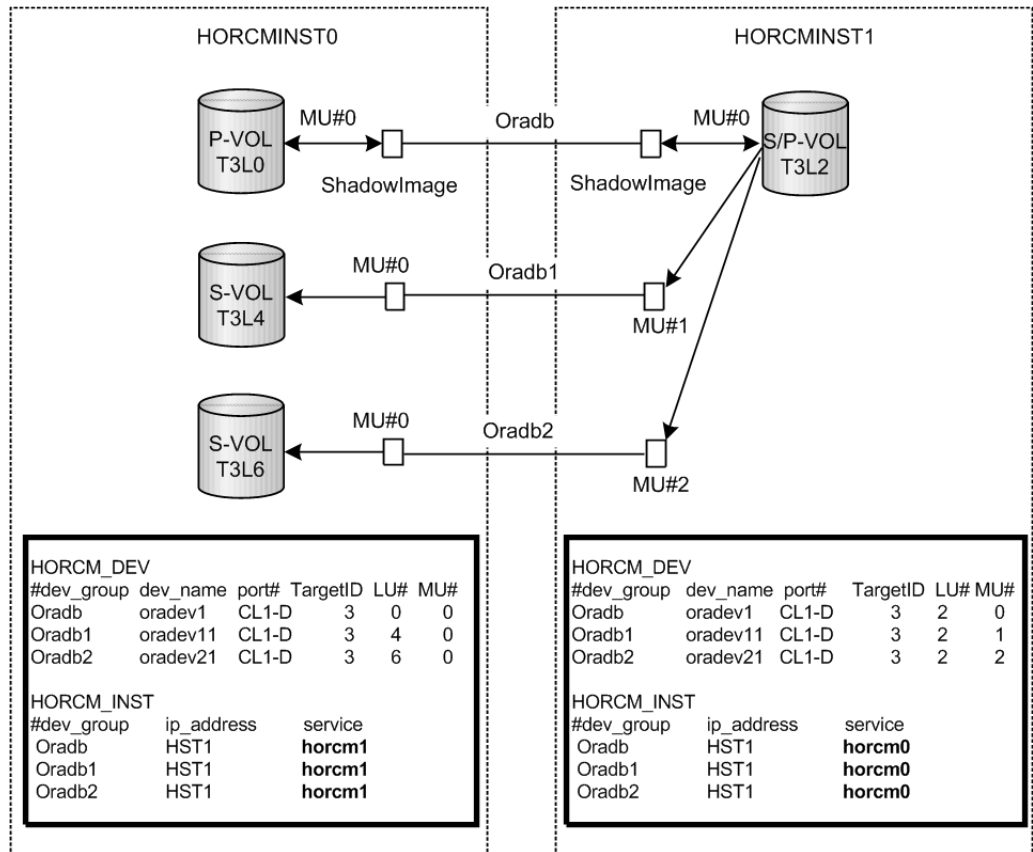 HORCMINST0
HORCMINST1
MU#0
Oradb
MU#0
P-VOL
T3L0
S/P-VOL
T3L2
ShadowImage
ShadowImage
MU#0
Oradb1
S-VOL
T3L4
MU#1
MU#0
Oradb2
S-VOL
T3L6
MU#2
HORCM_DEV
#dev_group dev_name port# TargetID LU# MU#
Oradb oradev1 CL1-D 3 0 0
Oradb1 oradev11 CL1-D 3 4 0
Oradb2 oradev21 CL1-D 3 6 0
HORCM_INST
#dev_group ip_address service
Oradb HST1 horcm1
Oradb1 HST1 horcm1
Oradb2 HST1 horcm1
HORCM_DEV
#dev_group dev_name port# TargetID LU# MU#
Oradb oradev1 CL1-D 3 2 0
Oradb1 oradev11 CL1-D 3 2 1
Oradb2 oradev21 CL1-D 3 2 2
HORCM_INST
#dev_group ip_address service
Oradb HST1 horcm0
Oradb1 HST1 horcm0
Oradb2 HST1 horcm0